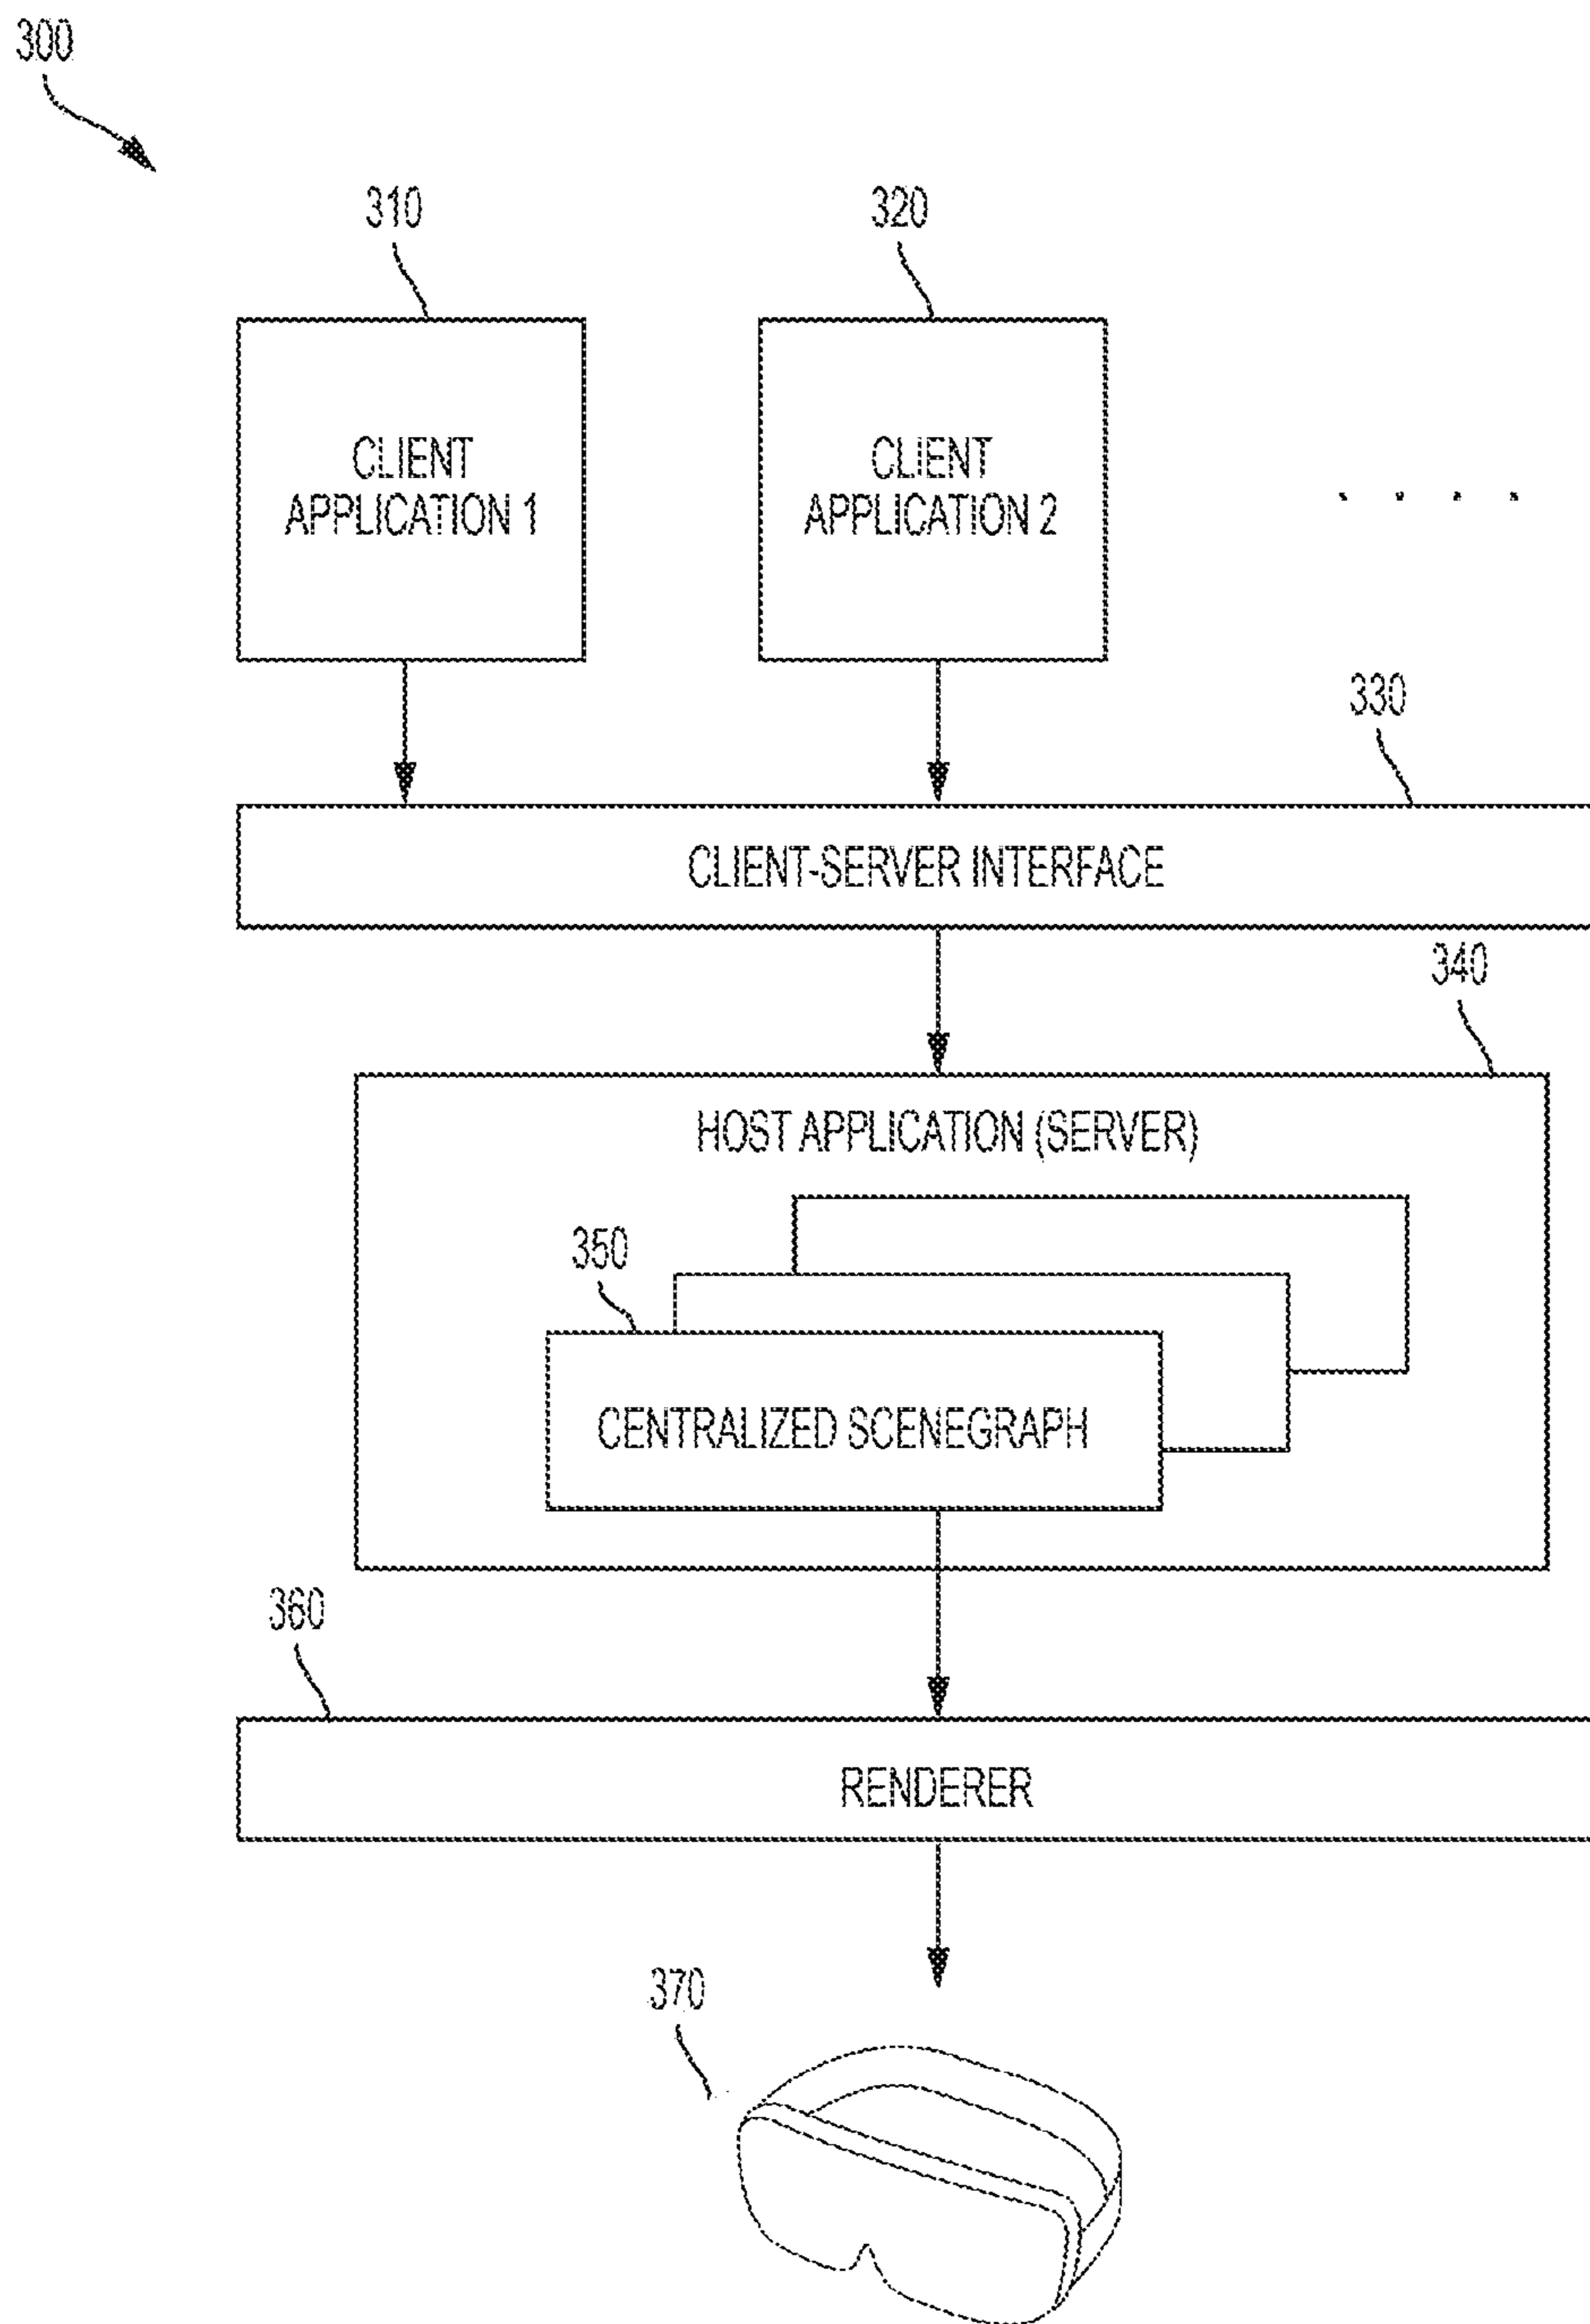 300
310
320
CLIENT
APPLICATION 1
CLIENT
APPLICATION 2
. . . .
330
CLIENT-SERVER INTERFACE
340
HOST APPLICATION (SERVER)
350
CENTRALIZED SCENEGRAPH
360
RENDERER
370